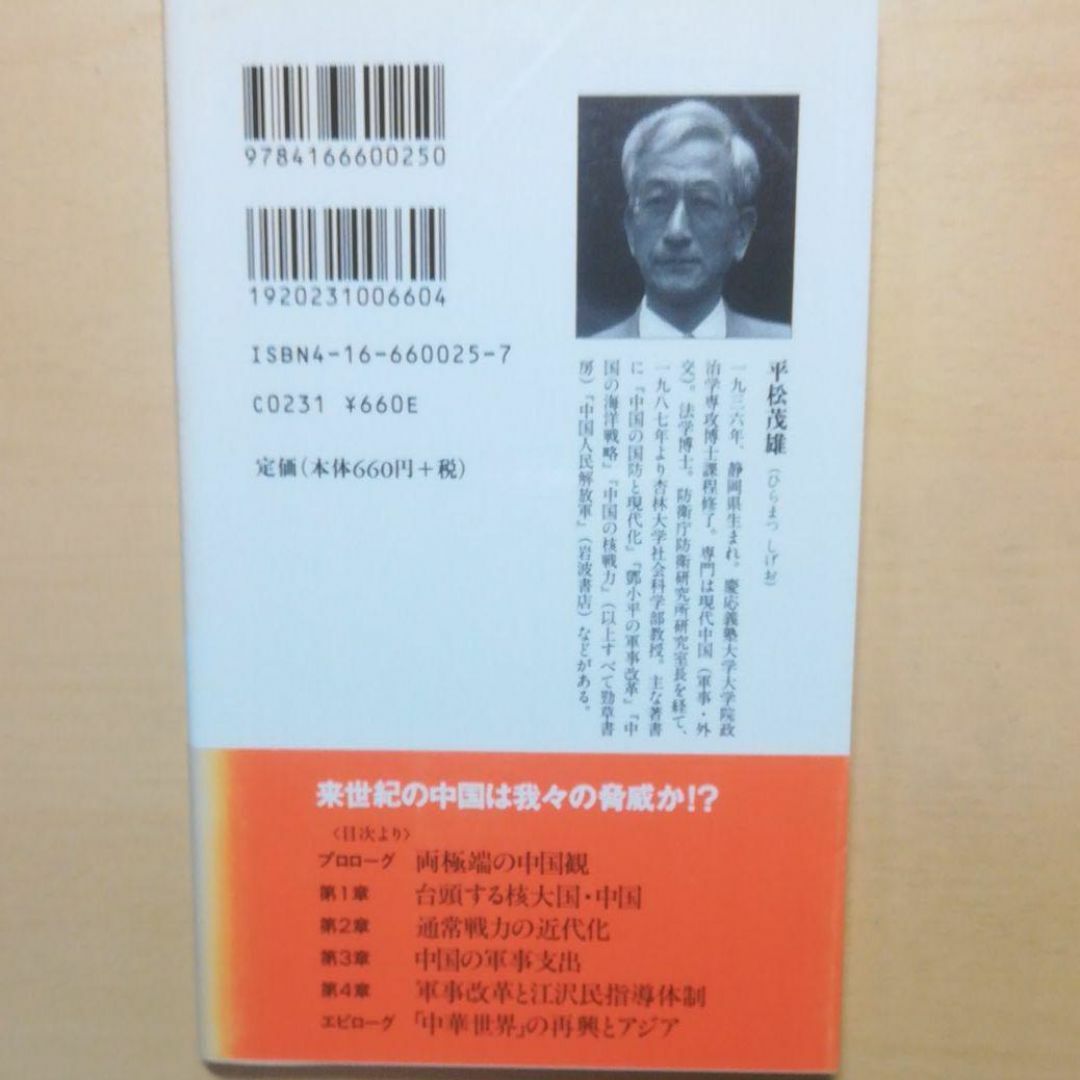 9784166600250
1920231006604
ISBN4-16-660025-7
C0231 ¥660E
定価(本体660円+税)
平松茂雄(ひらまつ しげお)
一九三六年、静岡県生まれ。慶応義塾大学大学院政
治学専攻博士課程修了。専門は現代中国(軍事・外
交)。法学博士。防衛庁防衛研究所研究室長を経て、
一九八七年より杏林大学社会科学部教授。主な著書
に『中国の国防と現代化』『鄧小平の軍事改革』『中
国の海洋戦略』『中国の核戦力』(以上すべて勁草書
房)『中国人民解放軍』(岩波書店)などがある。
来世紀の中国は我々の脅威か!?
〈目次より〉
プロローグ 両極端の中国観
第1章 台頭する核大国・中国
第2章 通常戦力の近代化
第3章 中国の軍事支出
第4章 軍事改革と江沢民指導体制
エピローグ 「中華世界」の再興とアジア